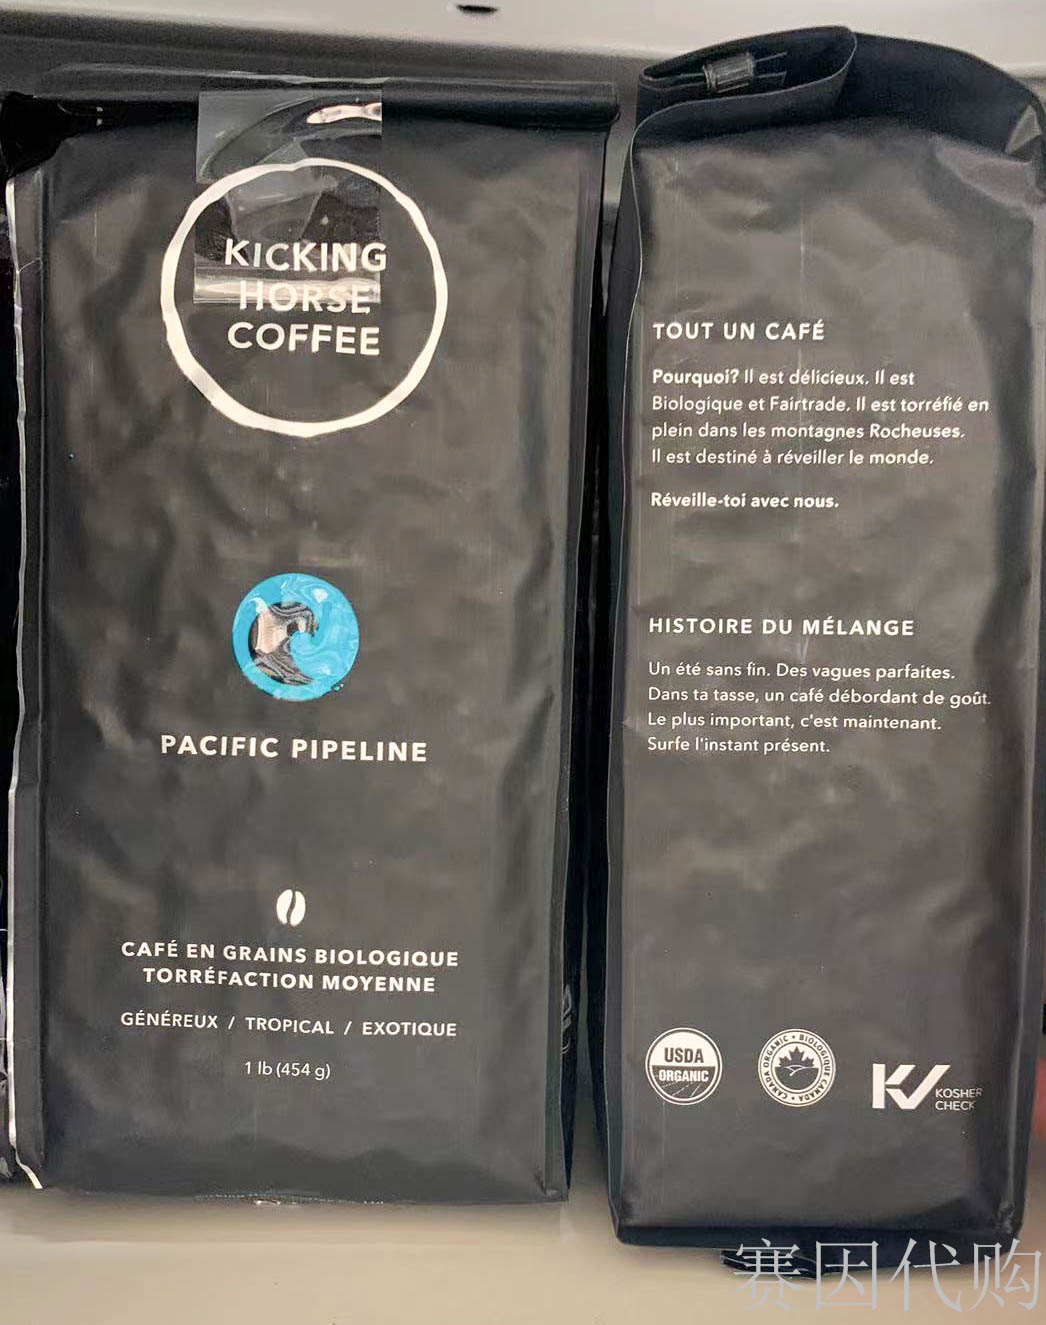 KICKING
HORSE
COFFEE
PACIFIC PIPELINE
CAFÉ EN GRAINS BIOLOGIQUE
TORRÉFACTION MOYENNE
GÉNÉREUX / TROPICAL / EXOTIQUE
1 lb (454 g)
TOUT UN CAFÉ
Pourquoi? Il est délicieux. Il est
Biologique et Fairtrade. Il est torréfié en
plein dans les montagnes Rocheuses.
Il est destiné à réveiller le monde.
Réveille-toi avec nous.
HISTOIRE DU MÉLANGE
Un été sans fin. Des vagues parfaites.
Dans ta tasse, un café débordant de goût.
Le plus important, c'est maintenant.
Surfe l'instant présent.
USDA
ORGANIC
CANADA ORGANIC • BIOLOGIQUE CANADA •
KV
KOSHER
CHECK
赛因代购